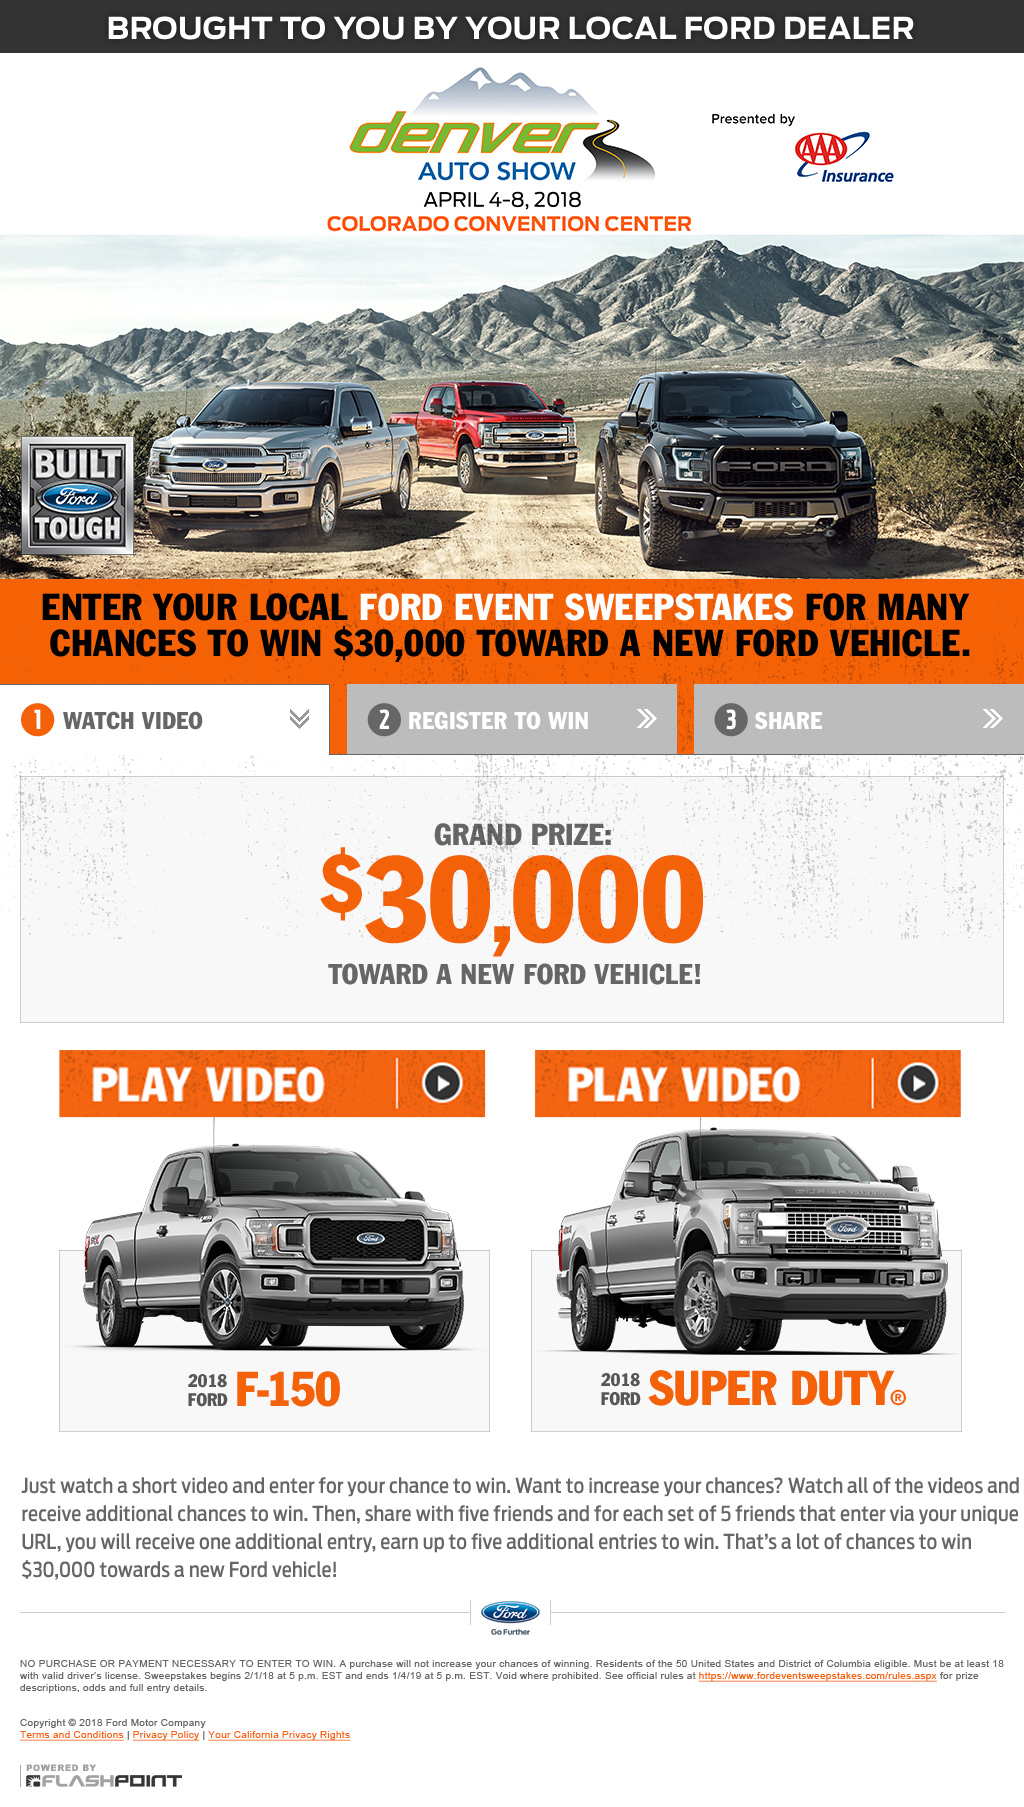 BROUGHT TO YOU BY YOUR LOCAL FORD DEALER
denver
AUTO SHOW
APRIL 4-8, 2018
COLORADO CONVENTION CENTER
Presented by
AAA
Insurance
BUILT
Ford
TOUGH
Ford
Ford
FORD
ENTER YOUR LOCAL FORD EVENT SWEEPSTAKES FOR MANY
CHANCES TO WIN $30,000 TOWARD A NEW FORD VEHICLE.
1 WATCH VIDEO
2 REGISTER TO WIN
3 SHARE
GRAND PRIZE:
$30,000
TOWARD A NEW FORD VEHICLE!
PLAY VIDEO
PLAY VIDEO
SUPER DUTY
Ford
Ford
2018
FORD F-150
2018
FORD SUPER DUTY®
Just watch a short video and enter for your chance to win. Want to increase your chances? Watch all of the videos and
receive additional chances to win. Then, share with five friends and for each set of 5 friends that enter via your unique
URL, you will receive one additional entry, earn up to five additional entries to win. That's a lot of chances to win
$30,000 towards a new Ford vehicle!
Ford
Go Further
NO PURCHASE OR PAYMENT NECESSARY TO ENTER TO WIN. A purchase will not increase your chances of winning. Residents of the 50 United States and District of Columbia eligible. Must be at least 18
with valid driver's license. Sweepstakes begins 2/1/18 at 5 p.m. EST and ends 1/4/19 at 5 p.m. EST. Void where prohibited. See official rules at https://www.fordeventsweepstakes.com/rules.aspx for prize
descriptions, odds and full entry details.
Copyright © 2018 Ford Motor Company
Terms and Conditions | Privacy Policy | Your California Privacy Rights
POWERED BY
FLASHPOINT